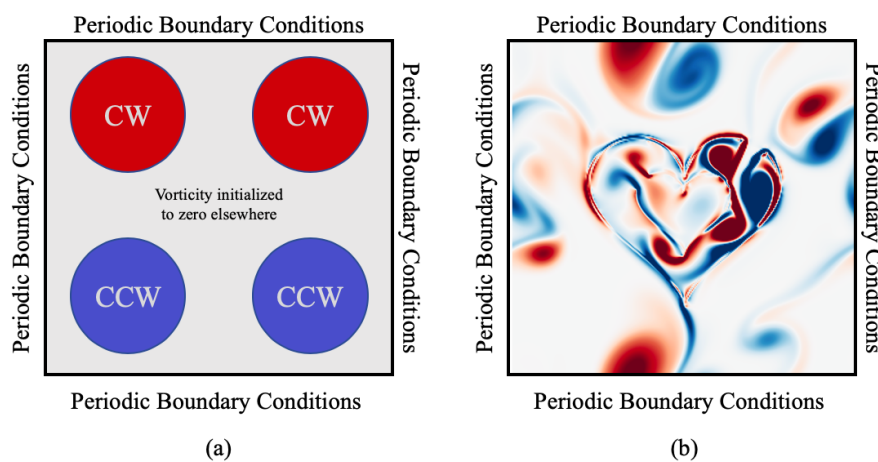 Periodic Boundary Conditions
Periodic Boundary Conditions
CW
CW
Vorticity initialized
to zero elsewhere
CCW
CCW
Periodic Boundary Conditions
Periodic Boundary Conditions
(a)
Periodic Boundary Conditions
Periodic Boundary Conditions
Periodic Boundary Conditions
Periodic Boundary Conditions
(b)